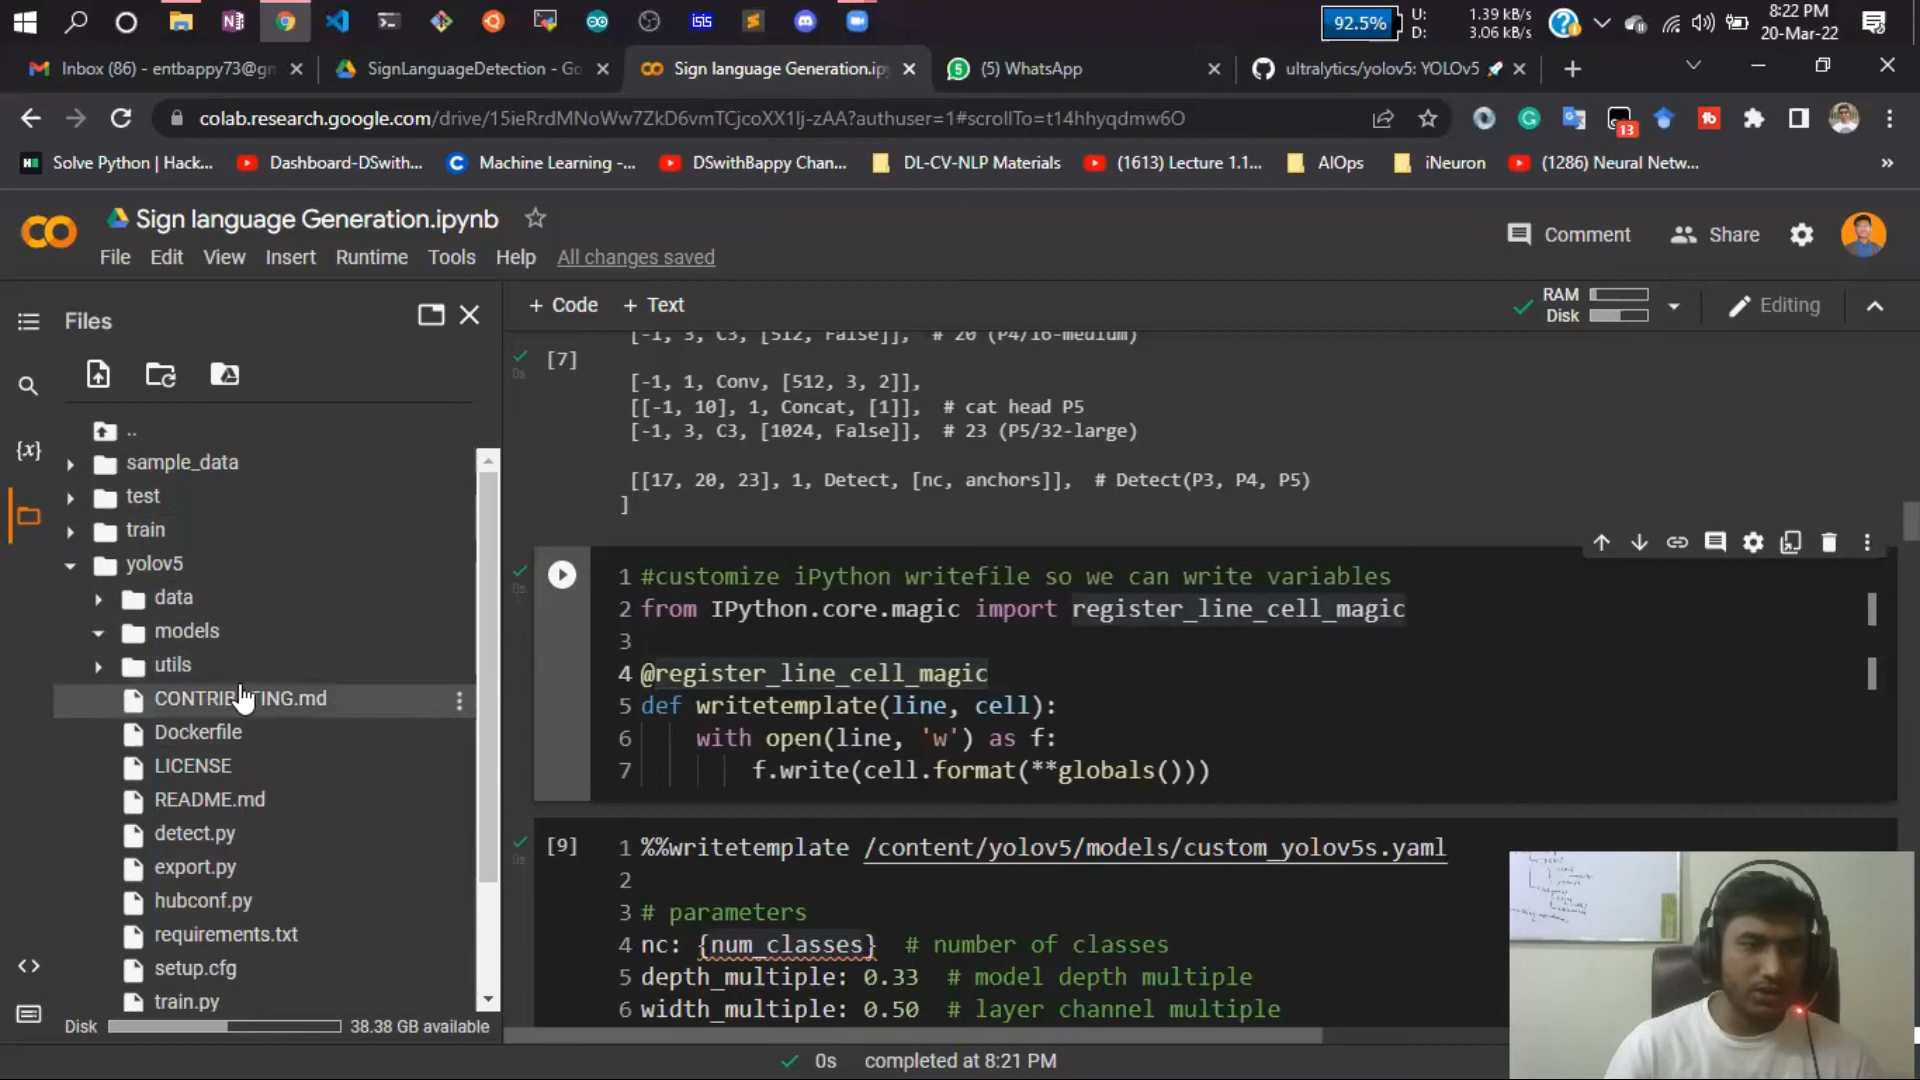 92.5%
U: 1.39 kB/s
D: 3.06 kB/s
8:22 PM
20-Mar-22
Inbox (86) - entbappy73@gm
SignLanguageDetection - Go
Sign language Generation.ipynb
(5) WhatsApp
ultralytics/yolov5: YOLOv5 🚀
colab.research.google.com/drive/15ieRrdMNoWw7ZkD6vmTCjcoXX1lj-zAA?authuser=1#scrollTo=t14hhyqdmw6O
13
Solve Python | Hack...
Dashboard-DSwith...
Machine Learning -...
DSwithBappy Chan...
DL-CV-NLP Materials
(1613) Lecture 1.1...
AIOps
iNeuron
(1286) Neural Netw...
»
Sign language Generation.ipynb
Comment
Share
File Edit View Insert Runtime Tools Help All changes saved
Files
+ Code + Text
RAM
Disk
Editing
..
sample_data
test
train
yolov5
data
models
utils
CONTRIBUTING.md
Dockerfile
LICENSE
README.md
detect.py
export.py
hubconf.py
requirements.txt
setup.cfg
train.py
Disk 38.38 GB available
[-1, 3, C3, [512, False]], # 20 (P4/16-medium)
[7]
[-1, 1, Conv, [512, 3, 2]],
[[-1, 10], 1, Concat, [1]], # cat head P5
[-1, 3, C3, [1024, False]], # 23 (P5/32-large)
[[17, 20, 23], 1, Detect, [nc, anchors]], # Detect(P3, P4, P5)
]
1 #customize iPython writefile so we can write variables
2 from IPython.core.magic import register_line_cell_magic
3
4 @register_line_cell_magic
5 def writetemplate(line, cell):
6 with open(line, 'w') as f:
7 f.write(cell.format(**globals()))
[9]
1 %%writetemplate /content/yolov5/models/custom_yolov5s.yaml
2
3 # parameters
4 nc: {num_classes} # number of classes
5 depth_multiple: 0.33 # model depth multiple
6 width_multiple: 0.50 # layer channel multiple
0s completed at 8:21 PM